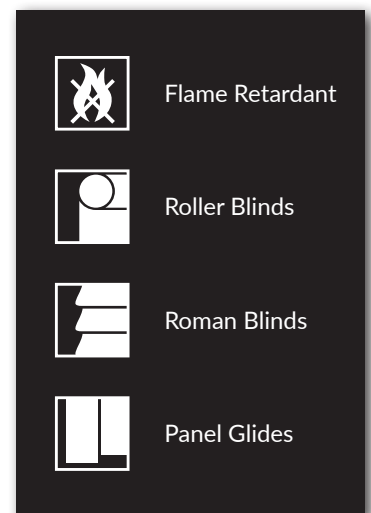 Flame Retardant
Roller Blinds
Roman Blinds
Panel Glides